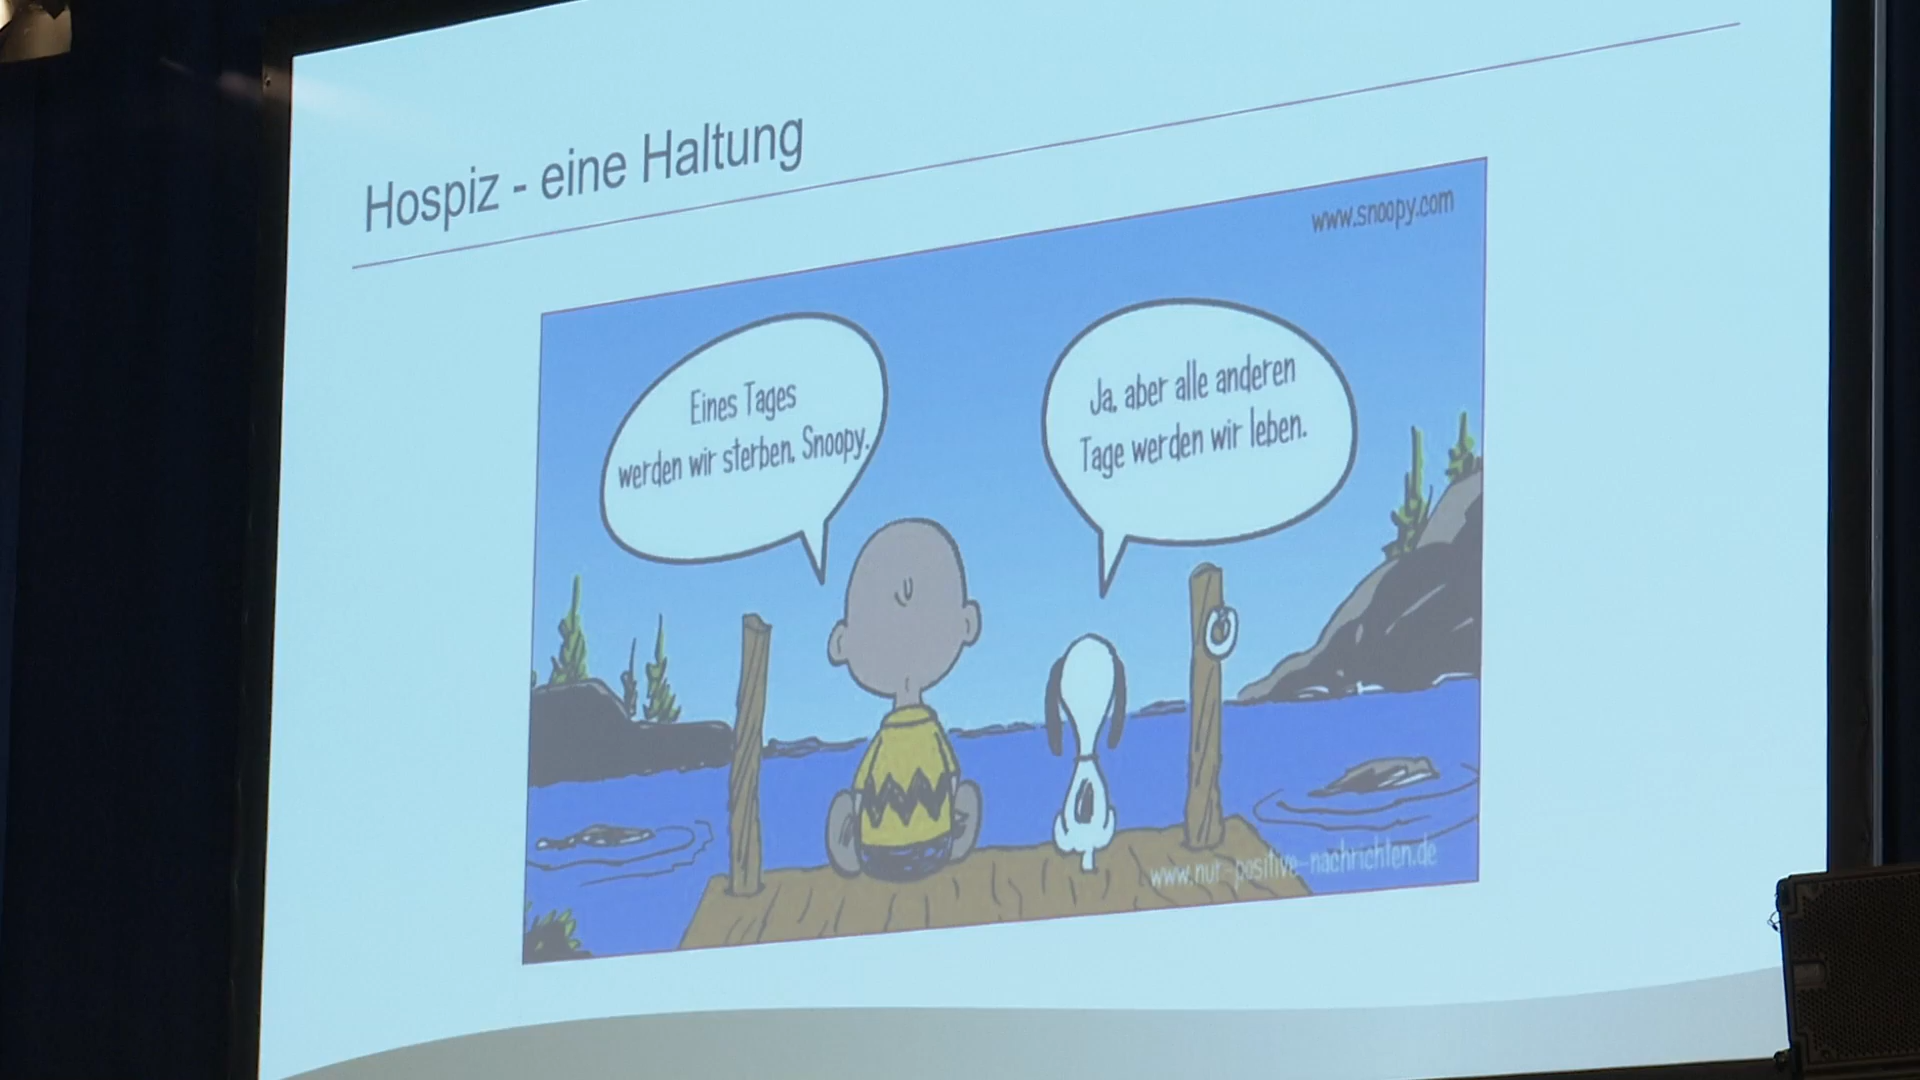 Hospiz - eine Haltung
www.snoopy.com
Eines Tages
werden wir sterben, Snoopy.
Ja, aber alle anderen
Tage werden wir leben.
www.nur-positive-nachrichten.de